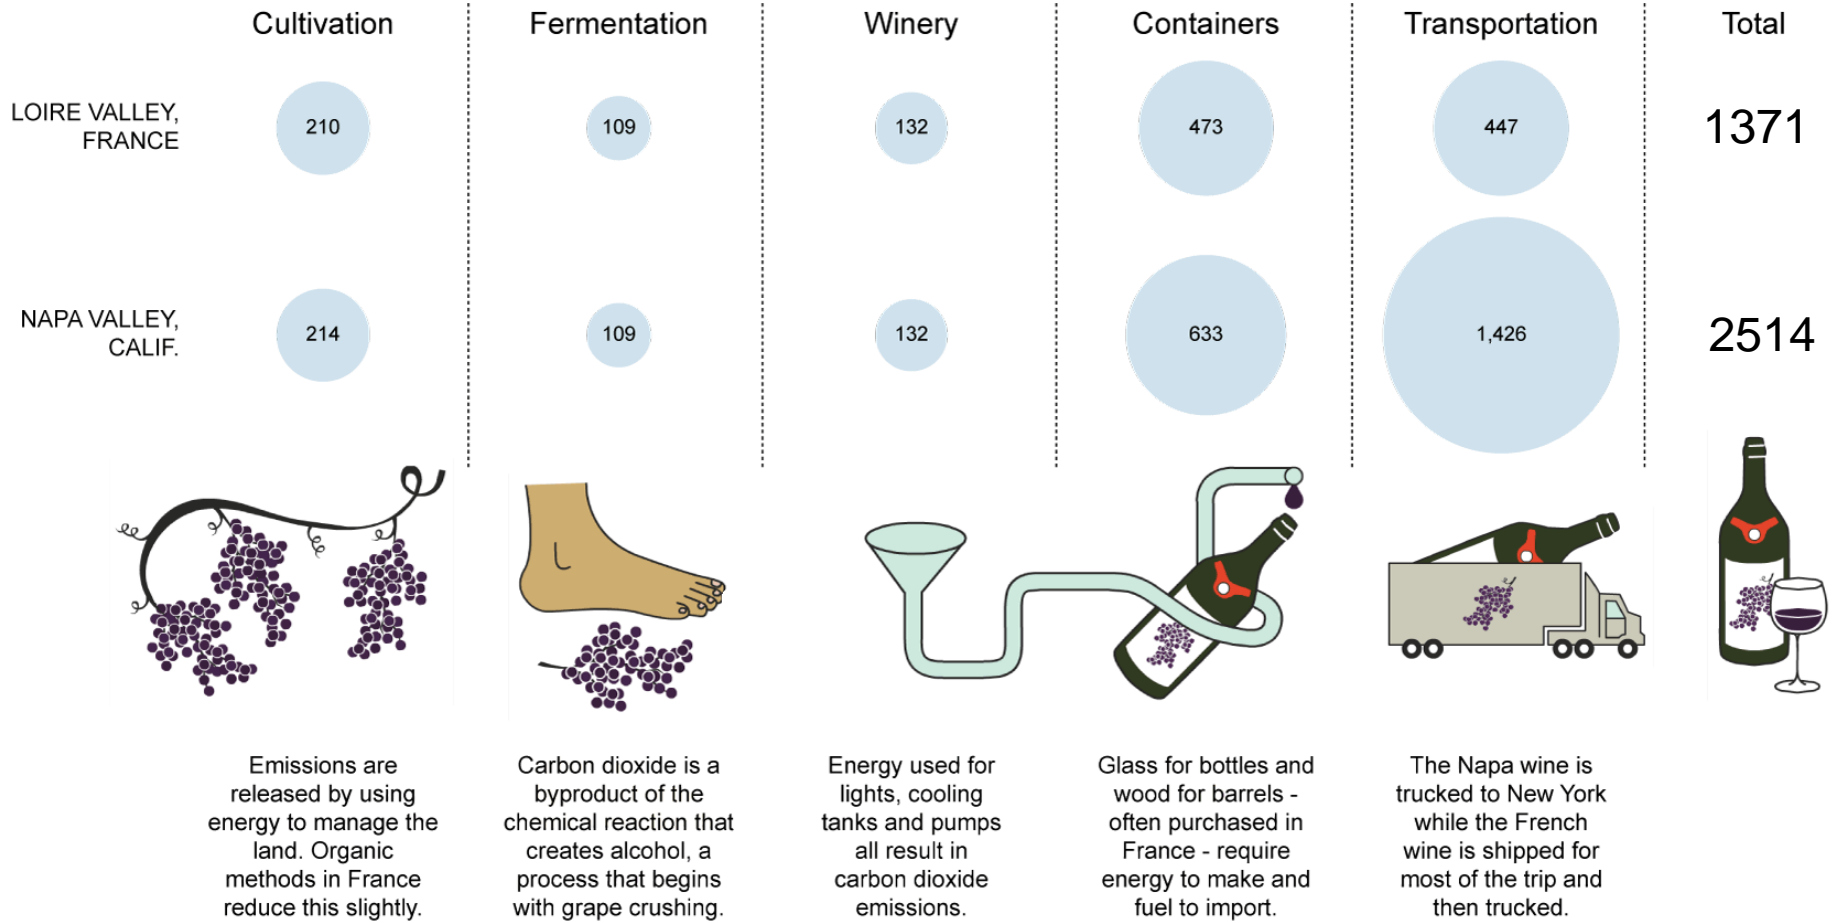 Cultivation
Fermentation
Winery
Containers
Transportation
Total
LOIRE VALLEY,
FRANCE
210
109
132
473
447
1371
NAPA VALLEY,
CALIF.
214
109
132
633
1,426
2514
Emissions are
released by using
energy to manage the
land. Organic
methods in France
reduce this slightly.
Carbon dioxide is a
byproduct of the
chemical reaction that
creates alcohol, a
process that begins
with grape crushing.
Energy used for
lights, cooling
tanks and pumps
all result in
carbon dioxide
emissions.
Glass for bottles and
wood for barrels -
often purchased in
France - require
energy to make and
fuel to import.
The Napa wine is
trucked to New York
while the French
wine is shipped for
most of the trip and
then trucked.